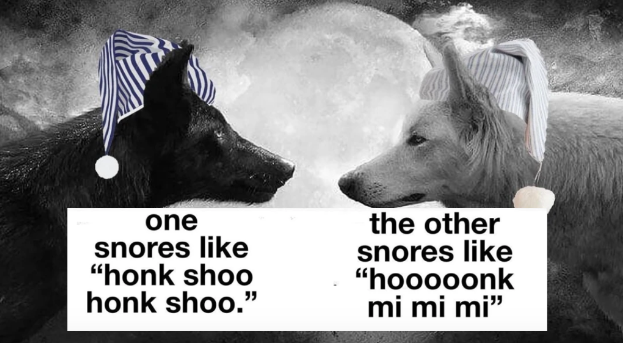 one
snores like
“honk shoo
honk shoo.”
the other
snores like
“hooooonk
mi mi mi”